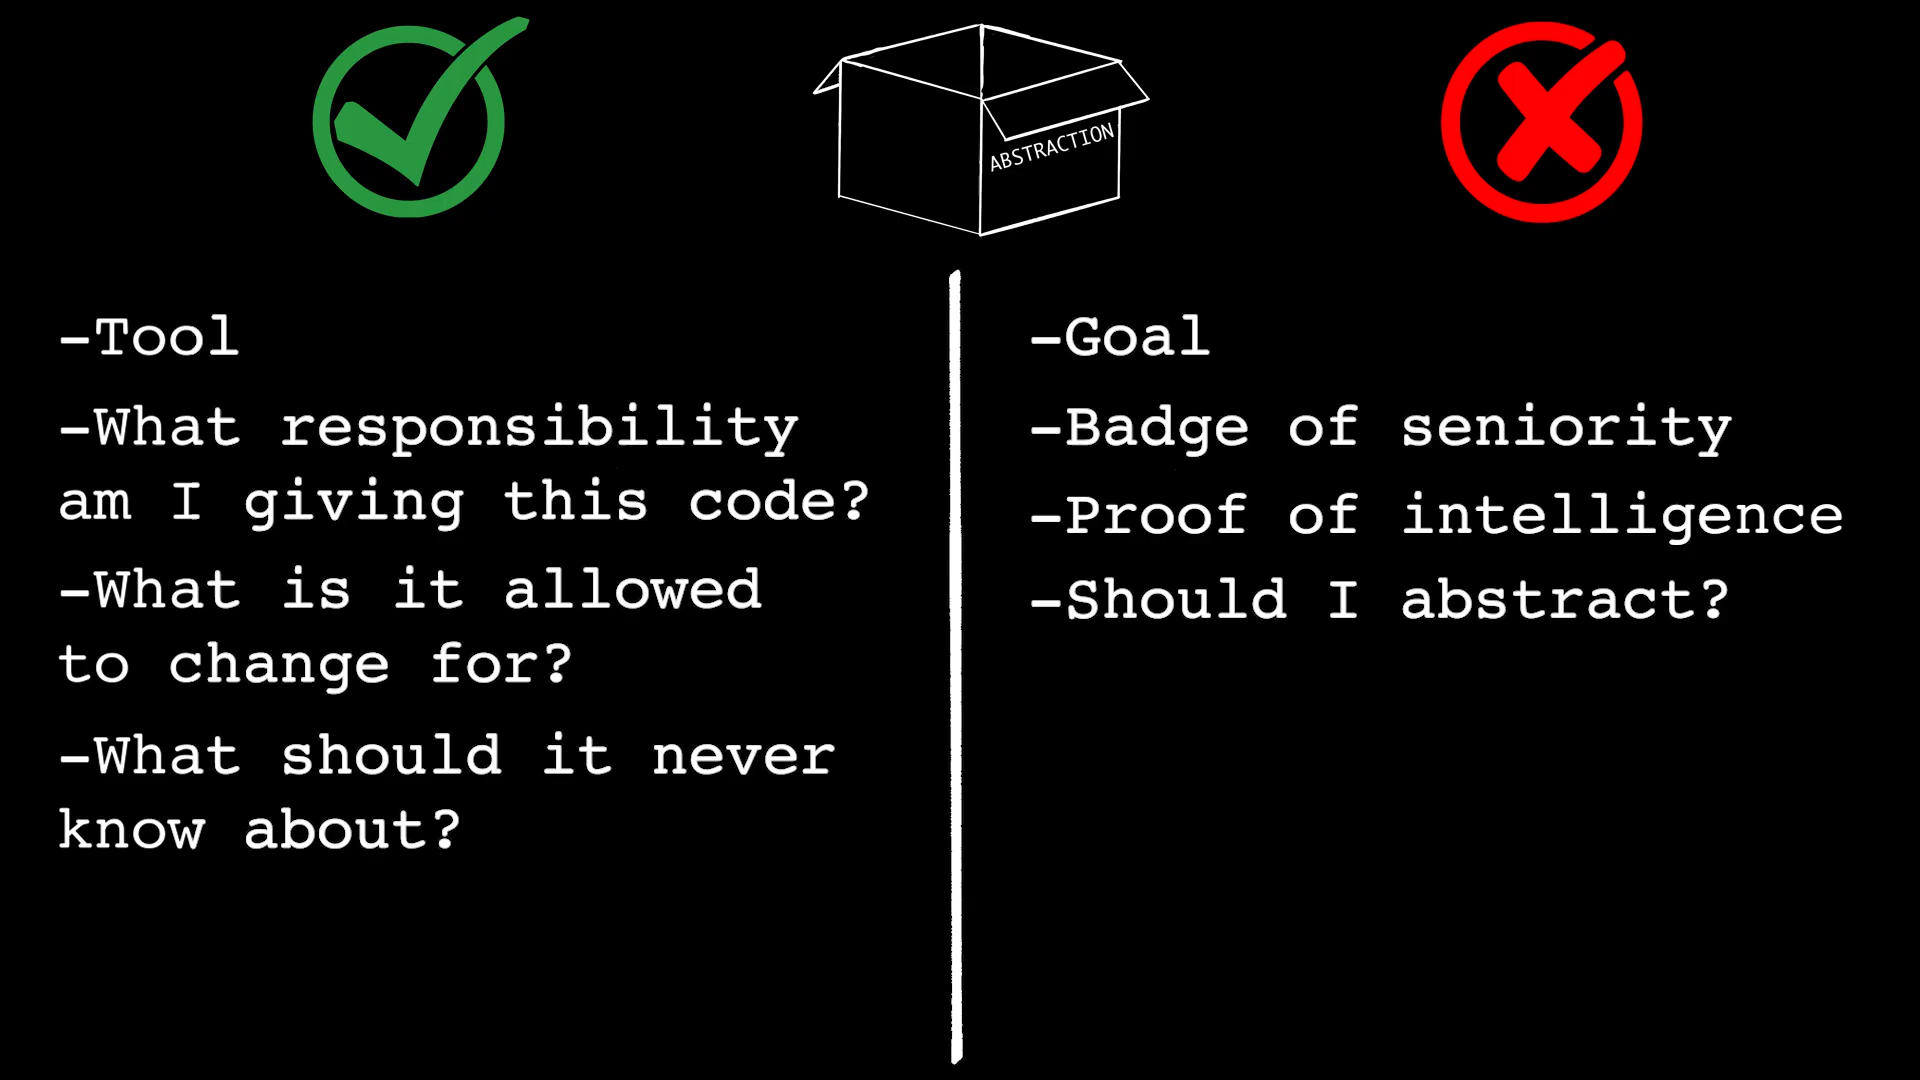 ABSTRACTION
-Tool
-What responsibility
am I giving this code?
-What is it allowed
to change for?
-What should it never
know about?
-Goal
-Badge of seniority
-Proof of intelligence
-Should I abstract?